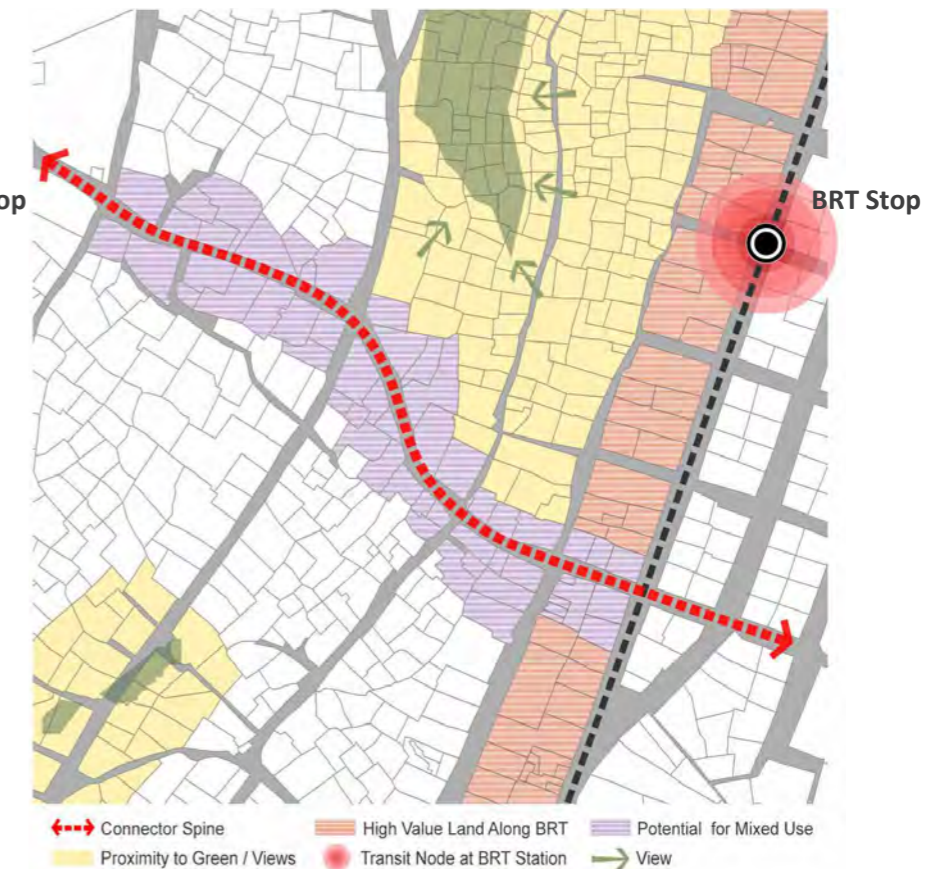 op
BRT Stop
Connector Spine
High Value Land Along BRT
Potential for Mixed Use
Proximity to Green / Views
Transit Node at BRT Station
View